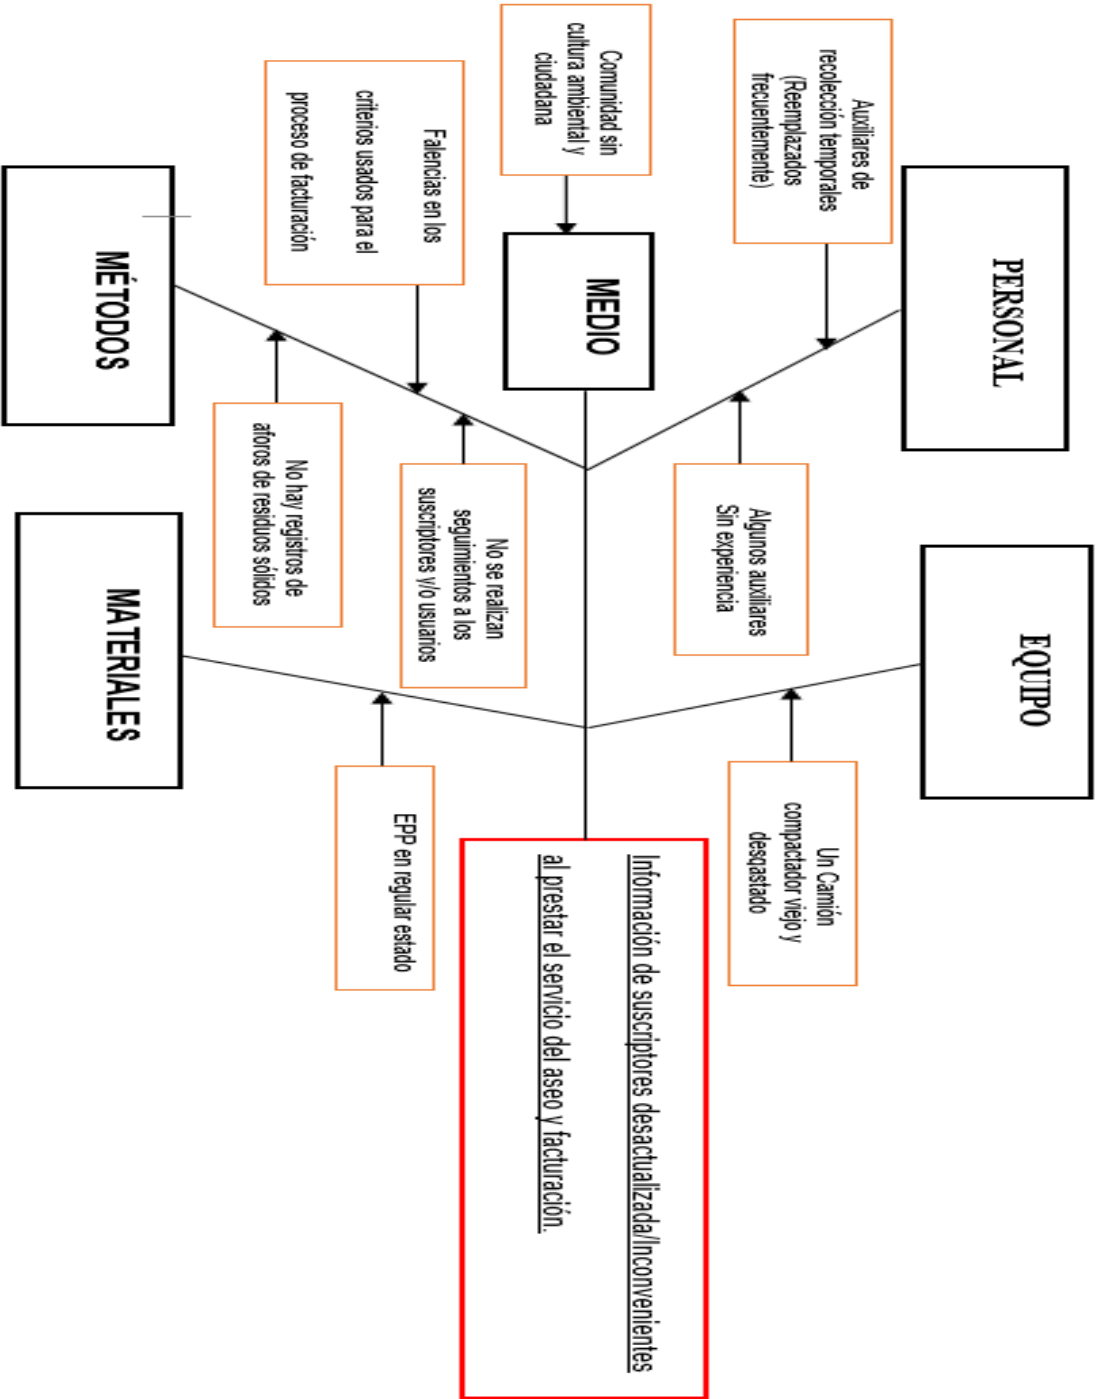 PERSONAL
EQUIPO
Auxiliares de
recolección temporales
(Reemplazados
frecuentemente)
Algunos auxiliares
Sin experiencia
Un Camión
compactador viejo y
desgastado
Comunidad sin
cultura ambiental y
ciudadana
MEDIO
Información de suscriptores desactualizada/Inconvenientes
al prestar el servicio del aseo y facturación.
Falencias en los
criterios usados para el
proceso de facturación
No se realizan
seguimientos a los
suscriptores y/o usuarios
No hay registros de
aforos de residuos sólidos
EPP en regular estado
MÉTODOS
MATERIALES